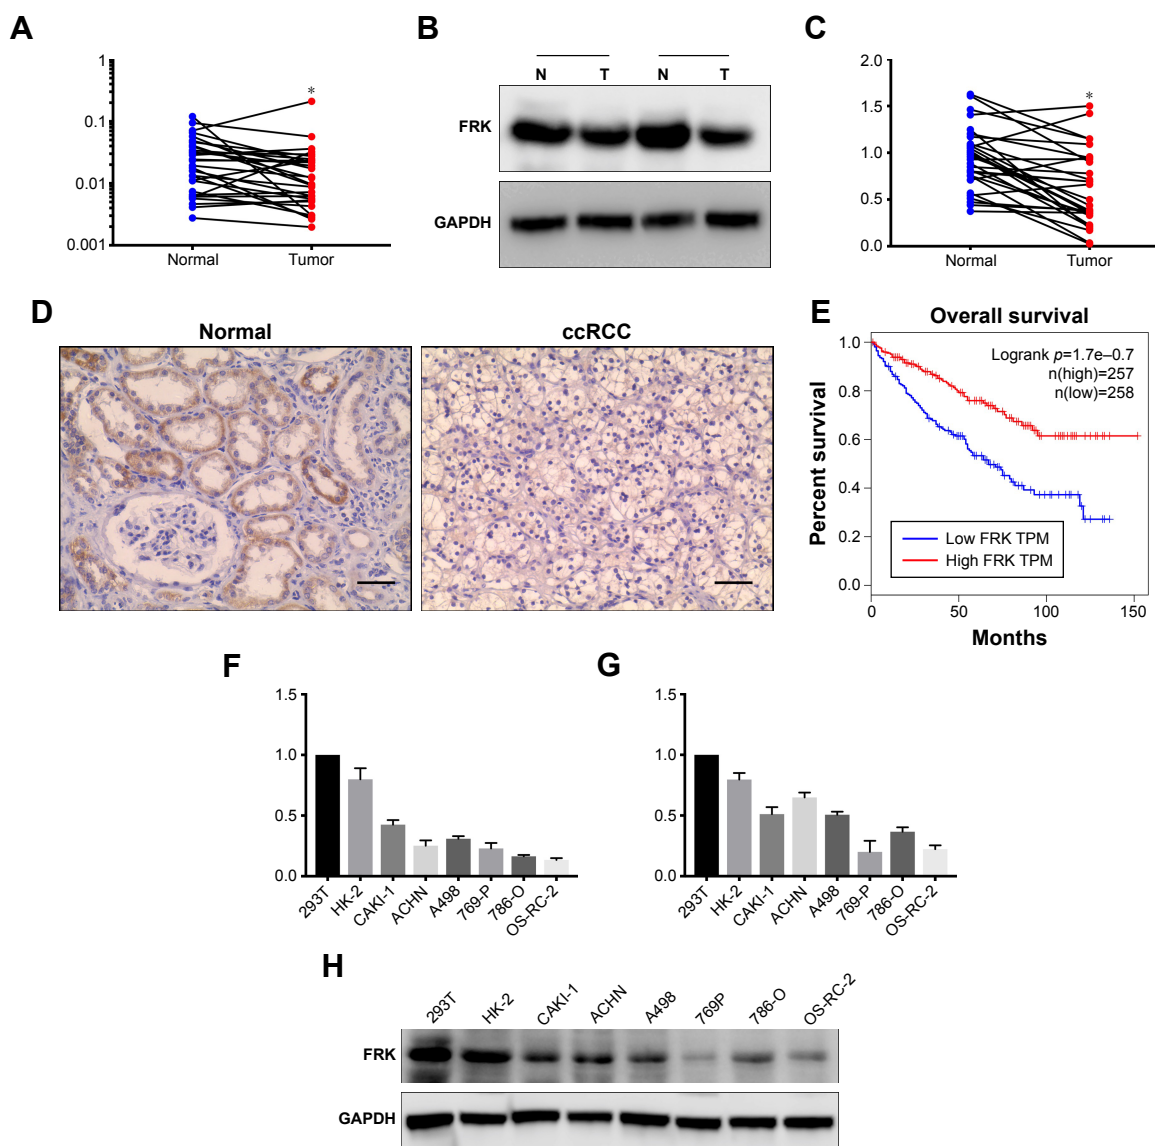 A
1
0.1
0.01
0.001
*
Normal Tumor
B
N T N T
FRK
GAPDH
C
2.0
1.5
1.0
0.5
0.0
*
Normal Tumor
D
Normal
ccRCC
E
Overall survival
Percent survival
1.0
0.8
0.6
0.4
0.2
0.0
Logrank p=1.7e–0.7
n(high)=257
n(low)=258
Low FRK TPM
High FRK TPM
0 50 100 150
Months
F
1.5
1.0
0.5
0.0
293T HK-2 CAKI-1 ACHN A498 769-P 786-O OS-RC-2
G
1.5
1.0
0.5
0.0
293T HK-2 CAKI-1 ACHN A498 769-P 786-O OS-RC-2
H
293T HK-2 CAKI-1 ACHN A498 769P 786-O OS-RC-2
FRK
GAPDH